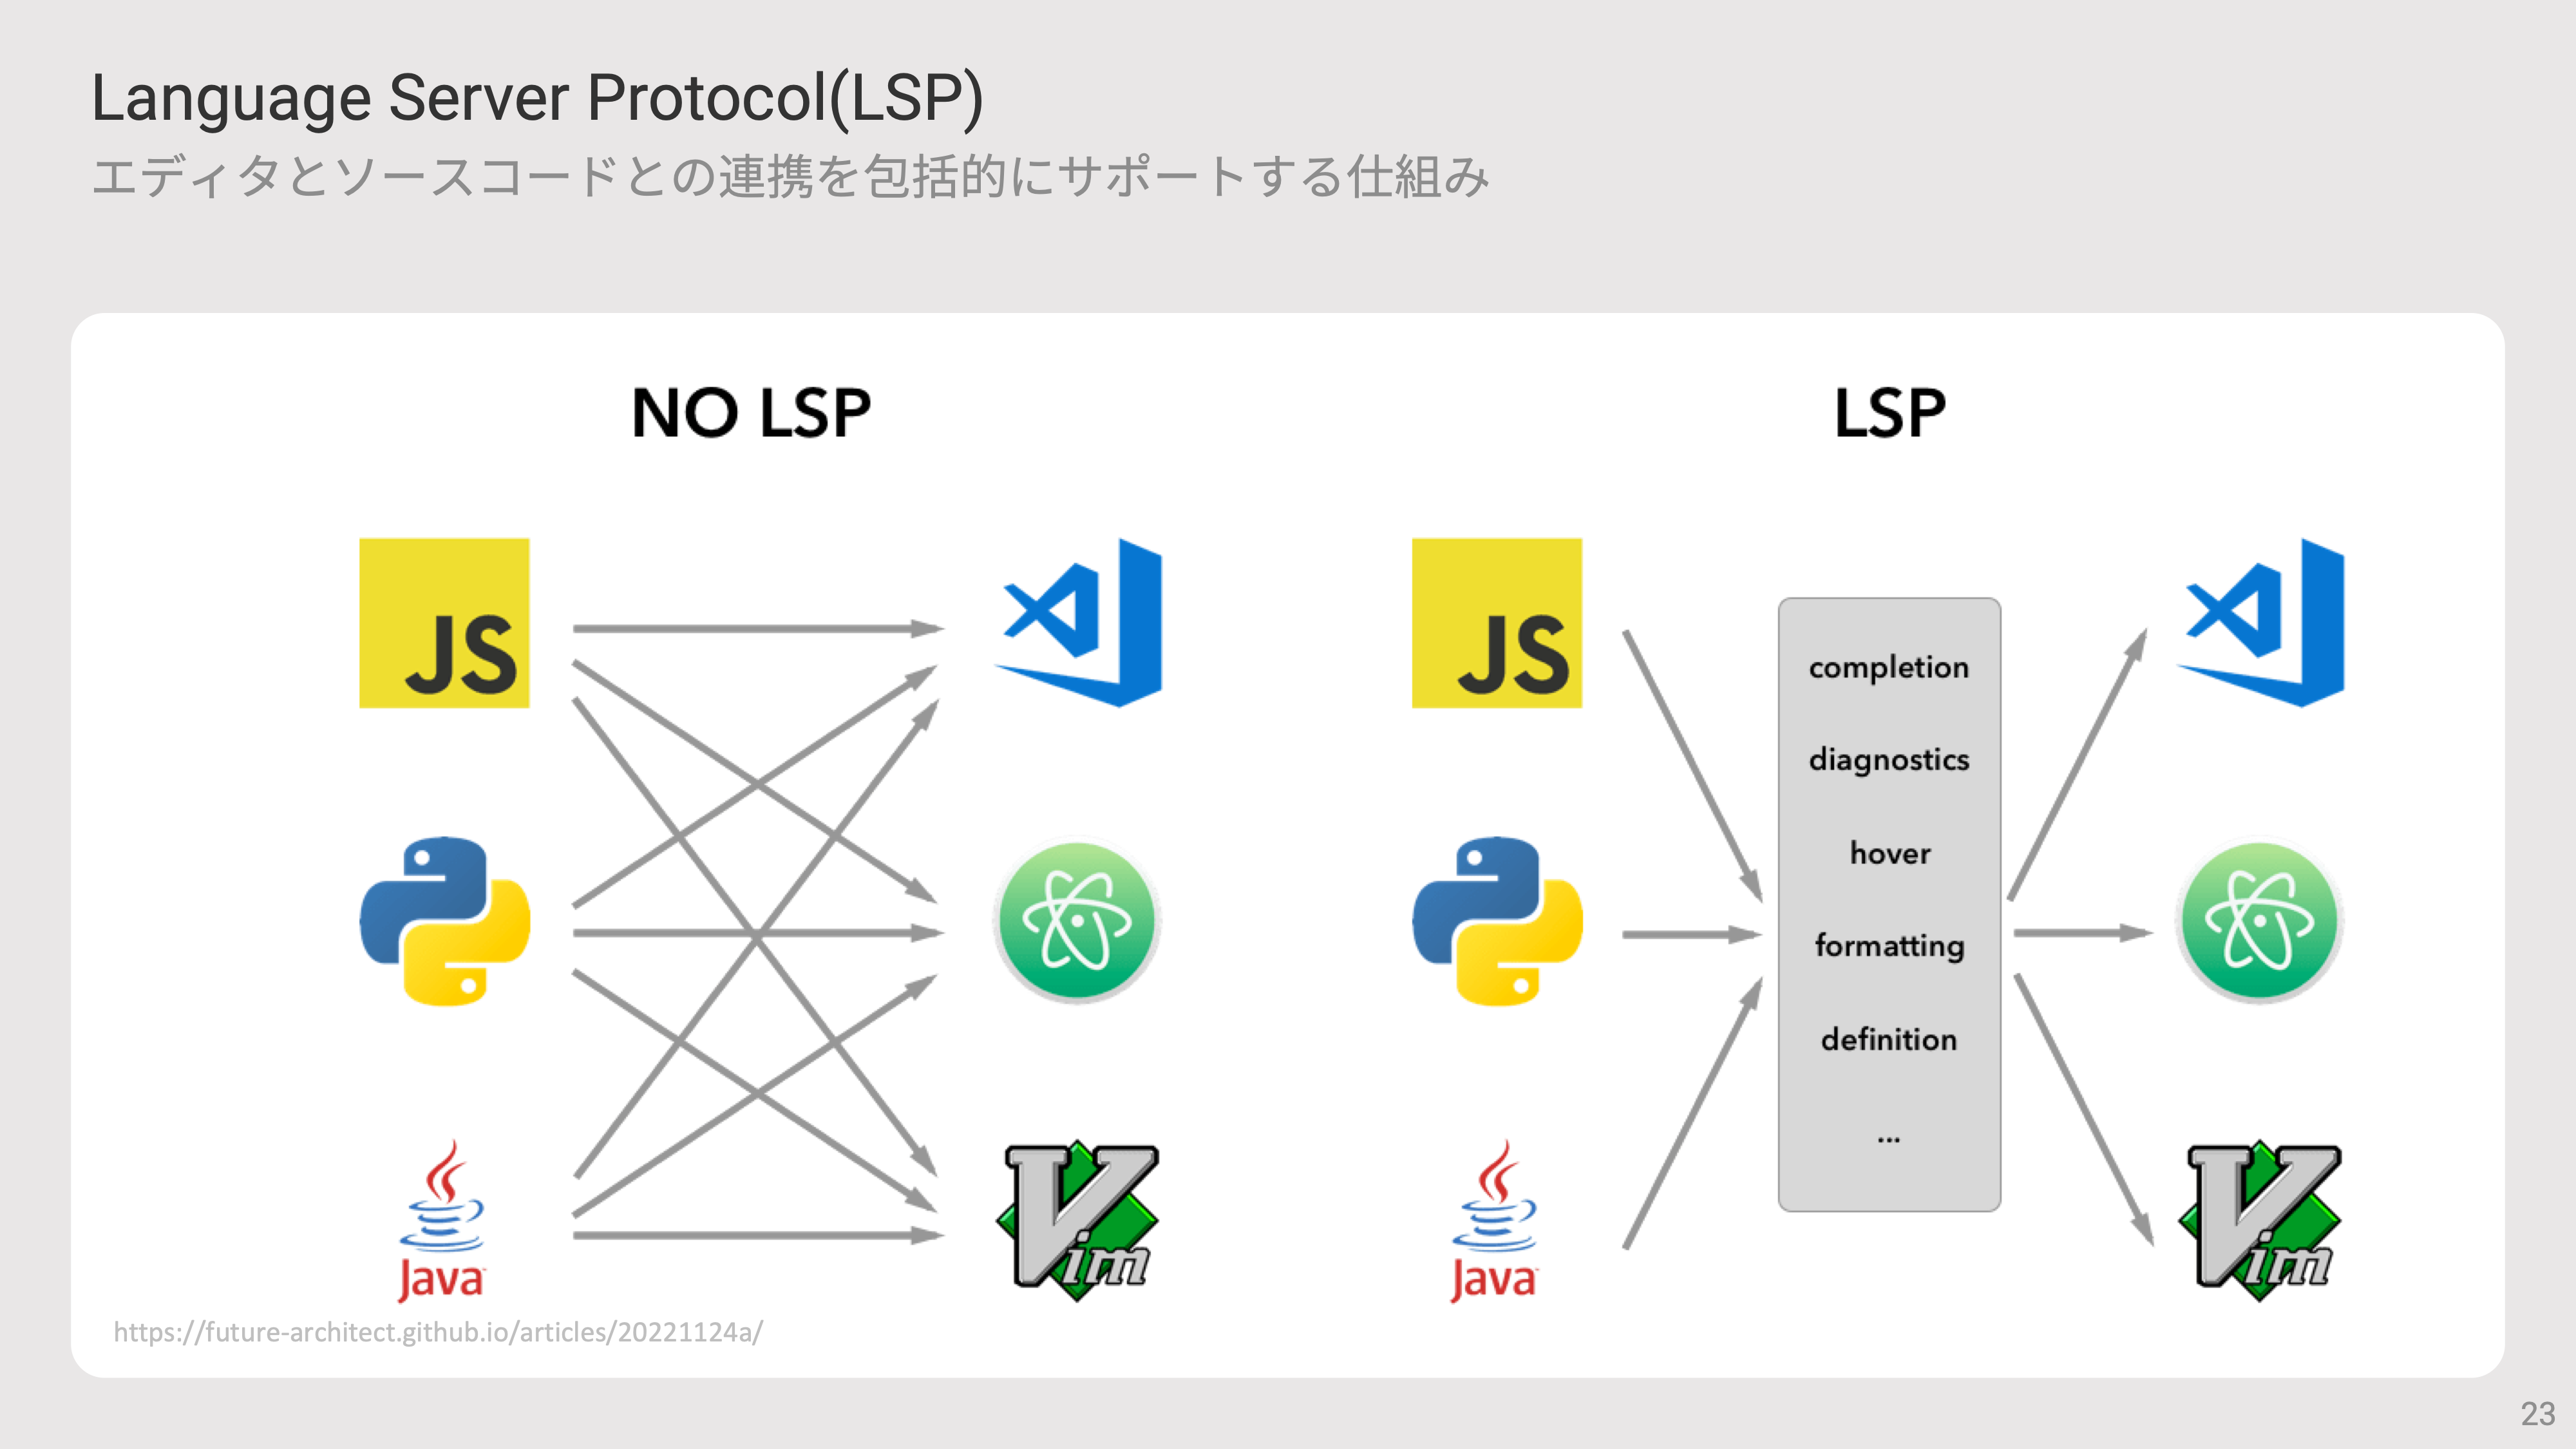 Language Server Protocol(LSP)
エディタとソースコードとの連携を包括的にサポートする仕組み
NO LSP
JS
Java
Vim
LSP
JS
Java
completion
diagnostics
hover
formatting
definition
...
Vim
https://future-architect.github.io/articles/20221124a/
23